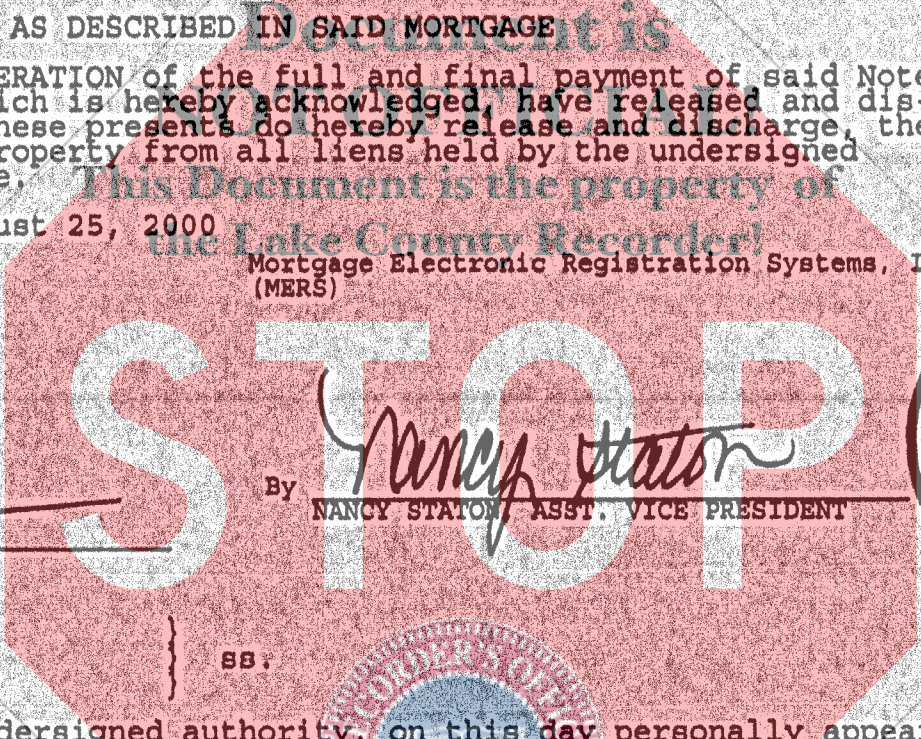 AS DESCRIBED IN SAID MORTGAGE
Document is
ERATION of the full and final payment of said Note
NOT OFFICIAL!
ich is hereby acknowledged, have released and dis
hese presents do hereby release and discharge, th
roperty from all liens held by the undersigned
e.
This Document is the property of
ust 25, 2000
the Lake County Recorder!
Mortgage Electronic Registration Systems, I
(MERS)
STOP
Nancy Staton
By
NANCY STATON, ASST. VICE PRESIDENT
ss.
RECORDER'S OFFIC
dersigned authority, on this day personally appea